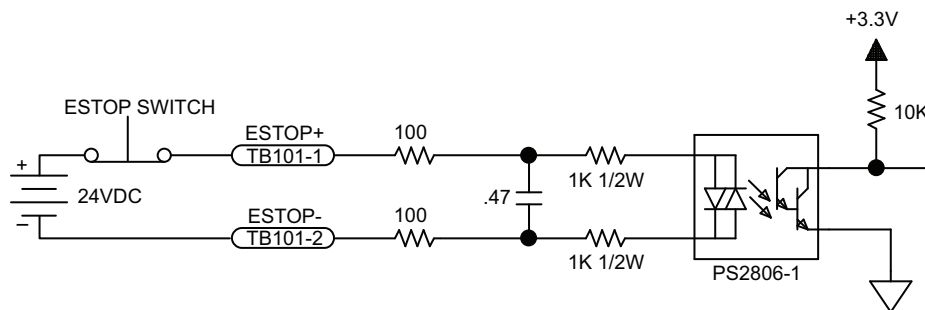 +3.3V
10K
ESTOP SWITCH
ESTOP+
TB101-1
100
1K 1/2W
+
24VDC
−
.47
ESTOP-
TB101-2
100
1K 1/2W
PS2806-1